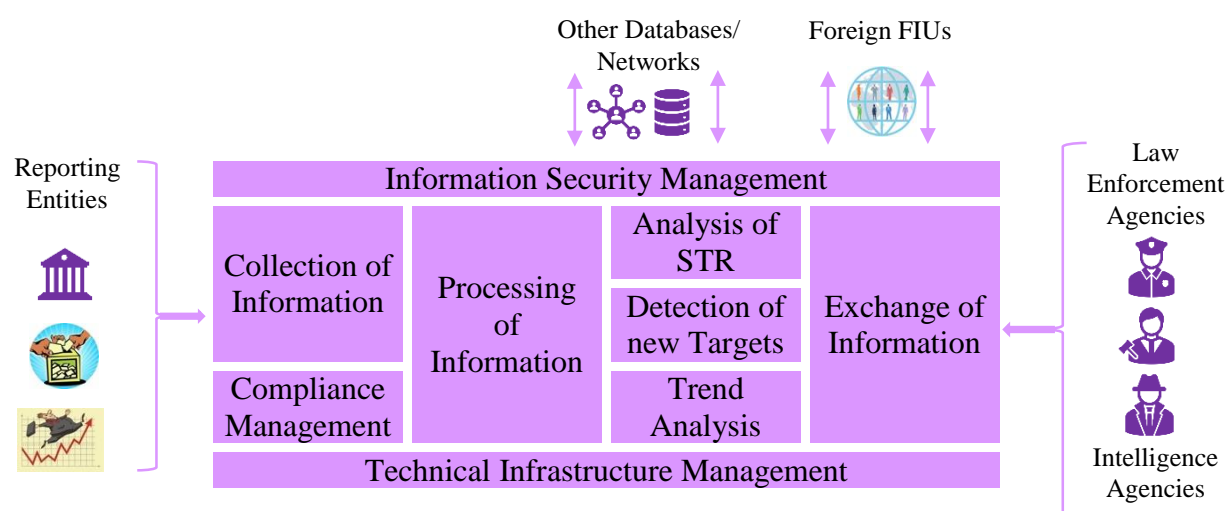 Other Databases/
Networks
Foreign FIUs
Reporting
Entities
Information Security Management
Collection of
Information
Compliance
Management
Processing
of
Information
Analysis of
STR
Detection of
new Targets
Trend
Analysis
Exchange of
Information
Technical Infrastructure Management
Law
Enforcement
Agencies
Intelligence
Agencies